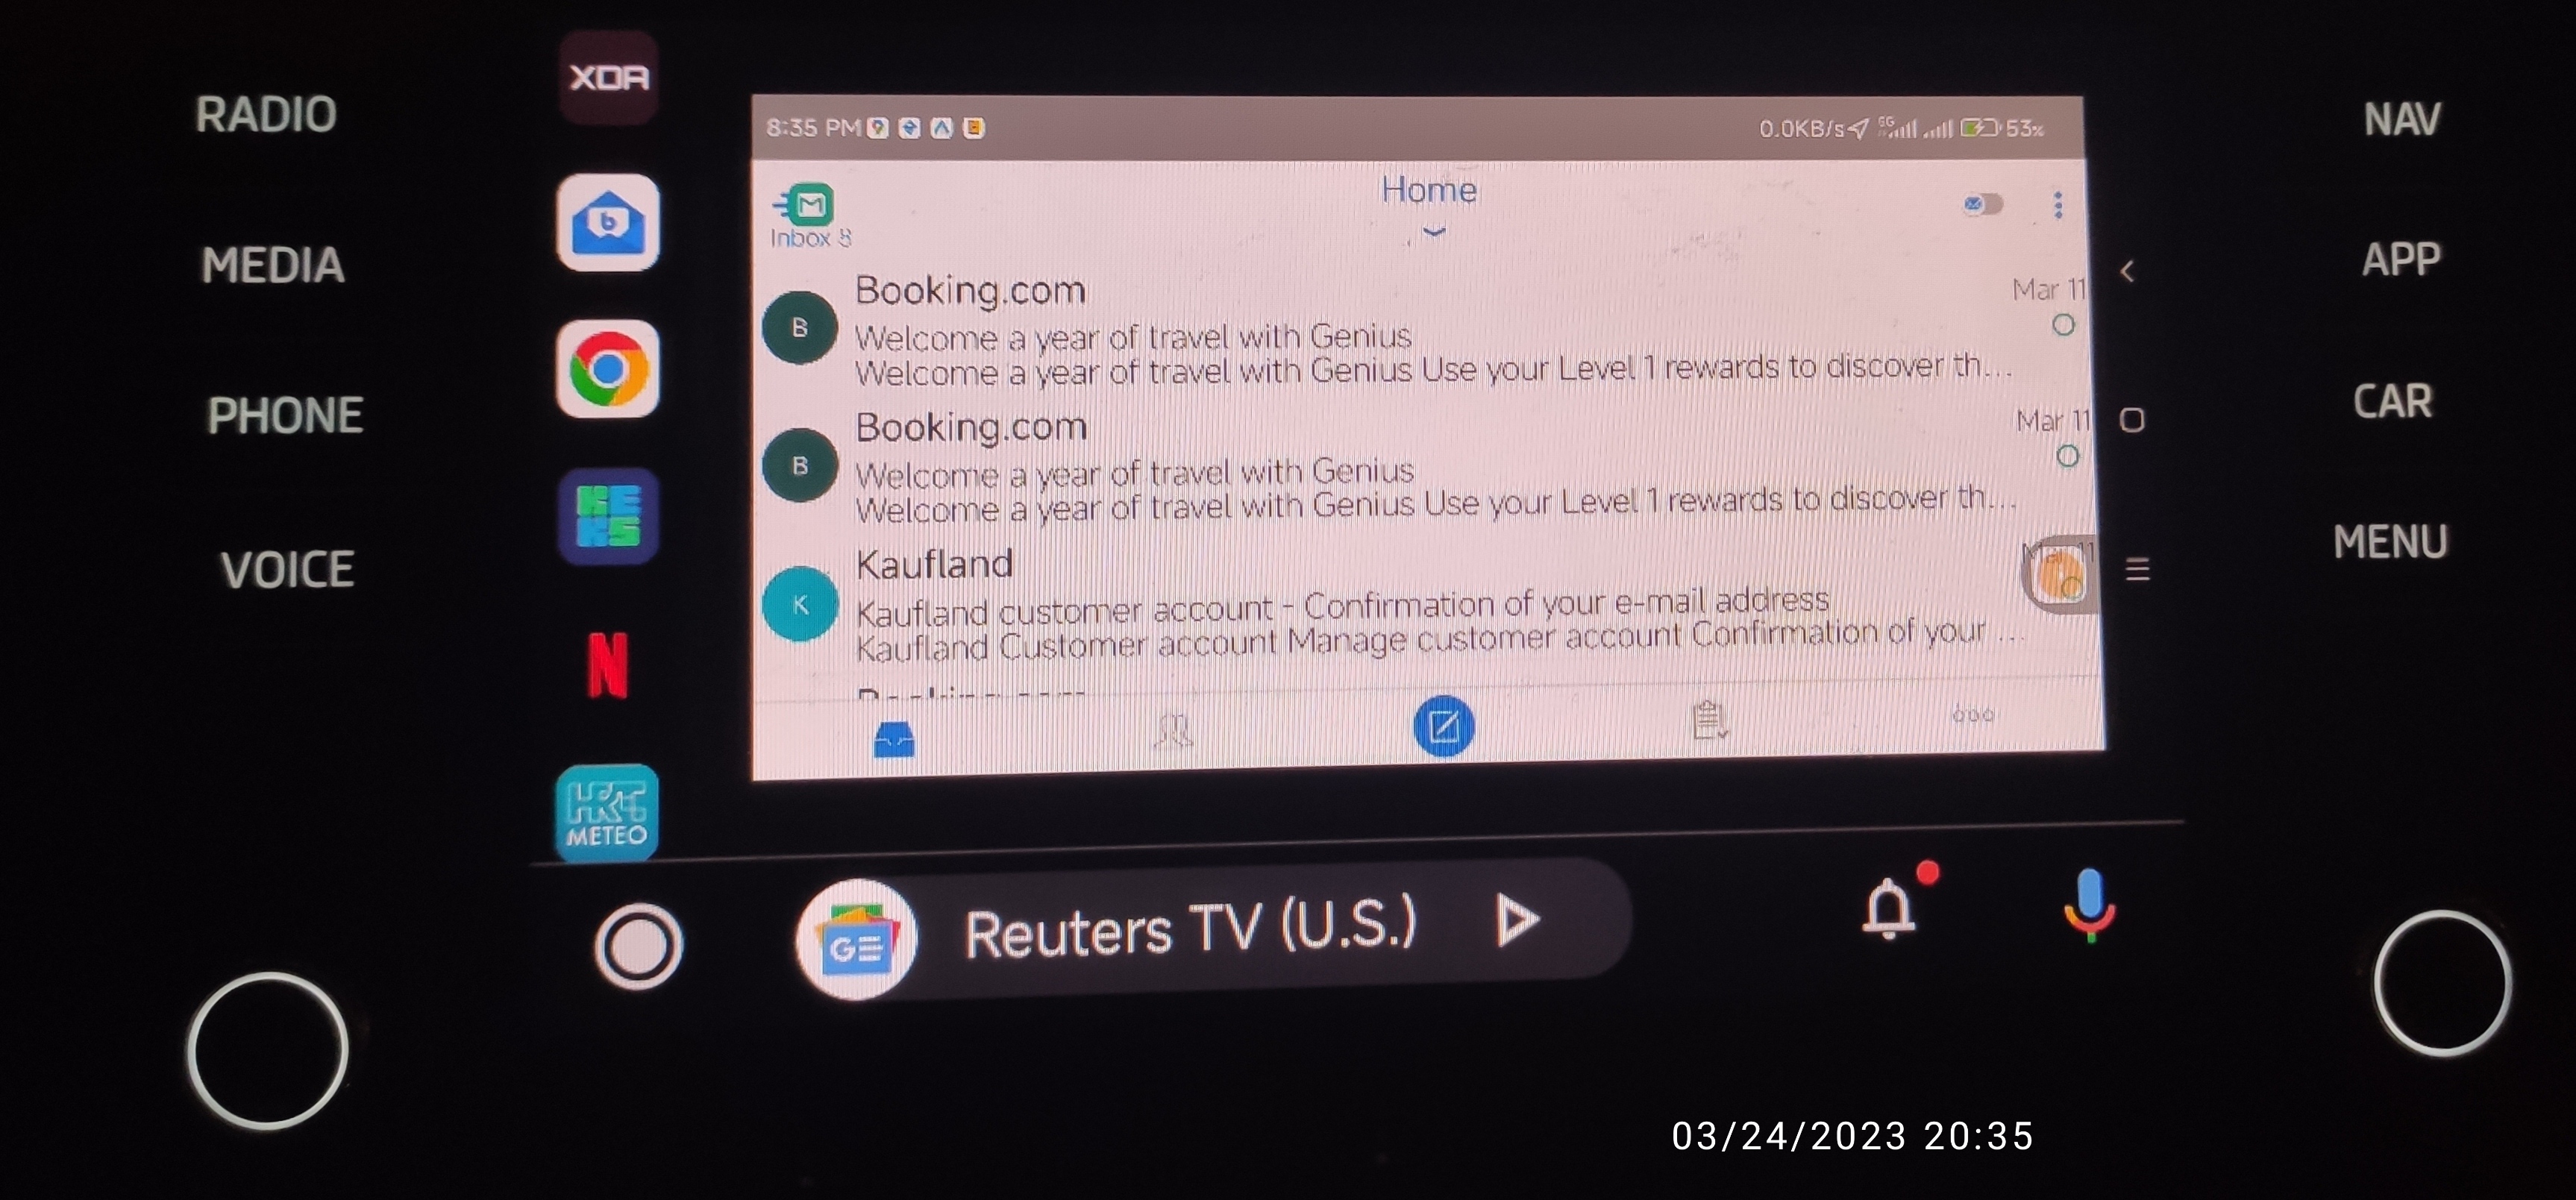 RADIO
MEDIA
PHONE
VOICE
XDA
KEKS
N
HRT
METEO
8:35 PM
0.0KB/s 5G 53%
Inbox 8
Home
B
Booking.com
Mar 11
Welcome a year of travel with Genius
Welcome a year of travel with Genius Use your Level 1 rewards to discover th...
B
Booking.com
Mar 11
Welcome a year of travel with Genius
Welcome a year of travel with Genius Use your Level 1 rewards to discover th...
K
Kaufland
Kaufland customer account - Confirmation of your e-mail address
Kaufland Customer account Manage customer account Confirmation of your ...
Reuters TV (U.S.)
NAV
APP
CAR
MENU
03/24/2023 20:35